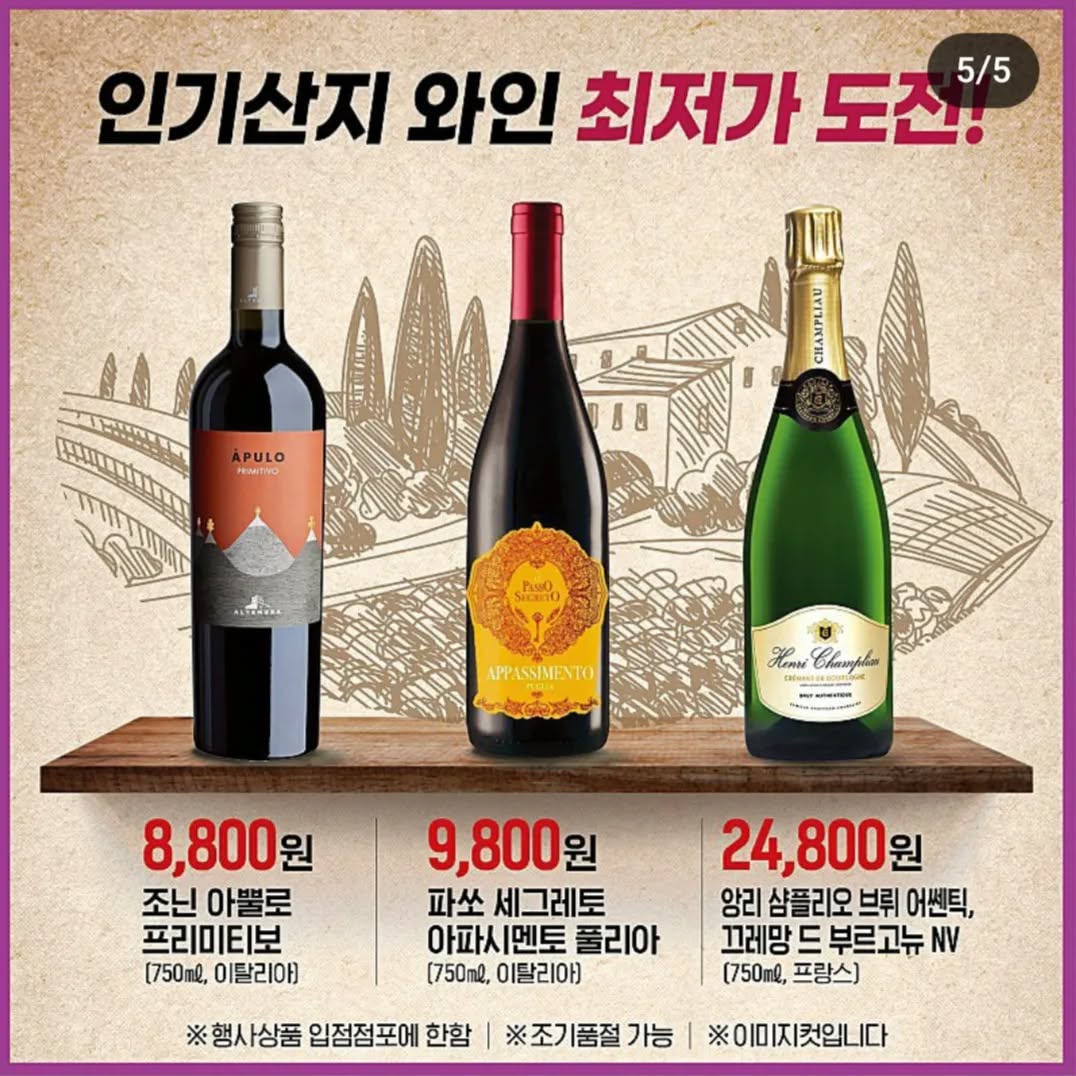 5/5
인기산지 와인 최저가 도전!
ÀPULO
PRIMITIVO
ALTEMURA
PASSO
SEGRETO
APPASSIMENTO
PUGLIA
CHAMPLIAU
Henri Champliau
CRÉMANT DE BOURGOGNE
BRUT AUTHENTIQUE
8,800원
조닌 아뿔로
프리미티보
(750㎖, 이탈리아)
9,800원
파쏘 세그레토
아파시멘토 풀리아
(750㎖, 이탈리아)
24,800원
앙리 샴플리오 브뤼 어쎈틱,
끄레망 드 부르고뉴 NV
(750㎖, 프랑스)
※행사상품 입점점포에 한함 | ※조기품절 가능 | ※이미지컷입니다